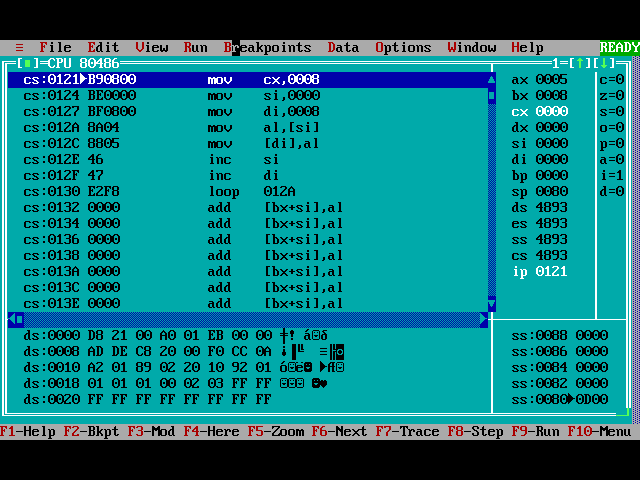 ≡ File Edit View Run Breakpoints Data Options Window Help READY
[■]=CPU 80486 1=[↑][↓]
cs:0121►B90800 mov cx,0008 ax 0005 c=0
cs:0124 BE0000 mov si,0000 bx 0008 z=0
cs:0127 BF0800 mov di,0008 cx 0000 s=0
cs:012A 8A04 mov al,[si] dx 0000 o=0
cs:012C 8805 mov [di],al si 0000 p=0
cs:012E 46 inc si di 0000 a=0
cs:012F 47 inc di bp 0000 i=1
cs:0130 E2F8 loop 012A sp 0080 d=0
cs:0132 0000 add [bx+si],al ds 4893
cs:0134 0000 add [bx+si],al es 4893
cs:0136 0000 add [bx+si],al ss 4893
cs:0138 0000 add [bx+si],al cs 4893
cs:013A 0000 add [bx+si],al ip 0121
cs:013C 0000 add [bx+si],al
cs:013E 0000 add [bx+si],al
ds:0000 D8 21 00 A0 01 EB 00 00 ╪! á☺δ ss:0088 0000
ds:0008 AD DE C8 20 00 F0 CC 0A ¡▐╚ ≡╠◙ ss:0086 0000
ds:0010 A2 01 89 02 20 10 92 01 ó☺ë☻ ►Æ☺ ss:0084 0000
ds:0018 01 01 01 00 02 03 FF FF ☺☺☺ ☻♥ ss:0082 0000
ds:0020 FF FF FF FF FF FF FF FF ss:0080►0D00
F1-Help F2-Bkpt F3-Mod F4-Here F5-Zoom F6-Next F7-Trace F8-Step F9-Run F10-Menu